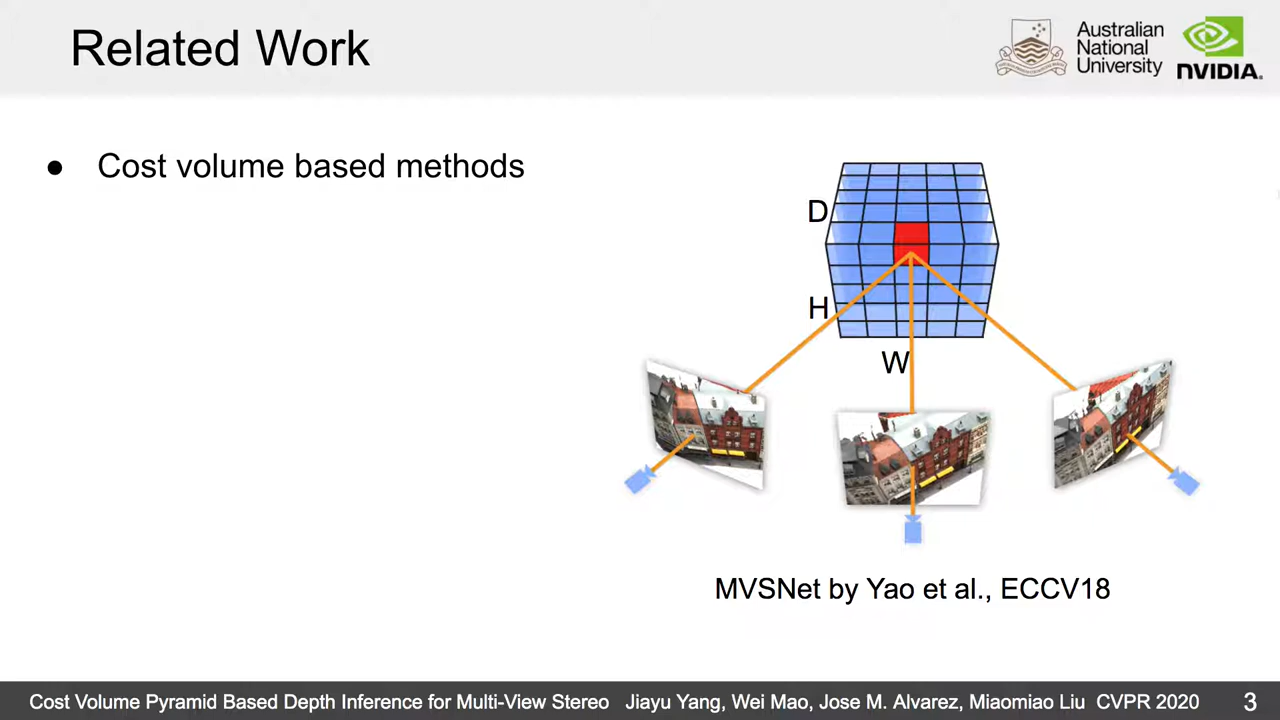 Related Work
Australian
National
University
NVIDIA.
● Cost volume based methods
D
H
W
MVSNet by Yao et al., ECCV18
Cost Volume Pyramid Based Depth Inference for Multi-View Stereo Jiayu Yang, Wei Mao, Jose M. Alvarez, Miaomiao Liu CVPR 2020 3